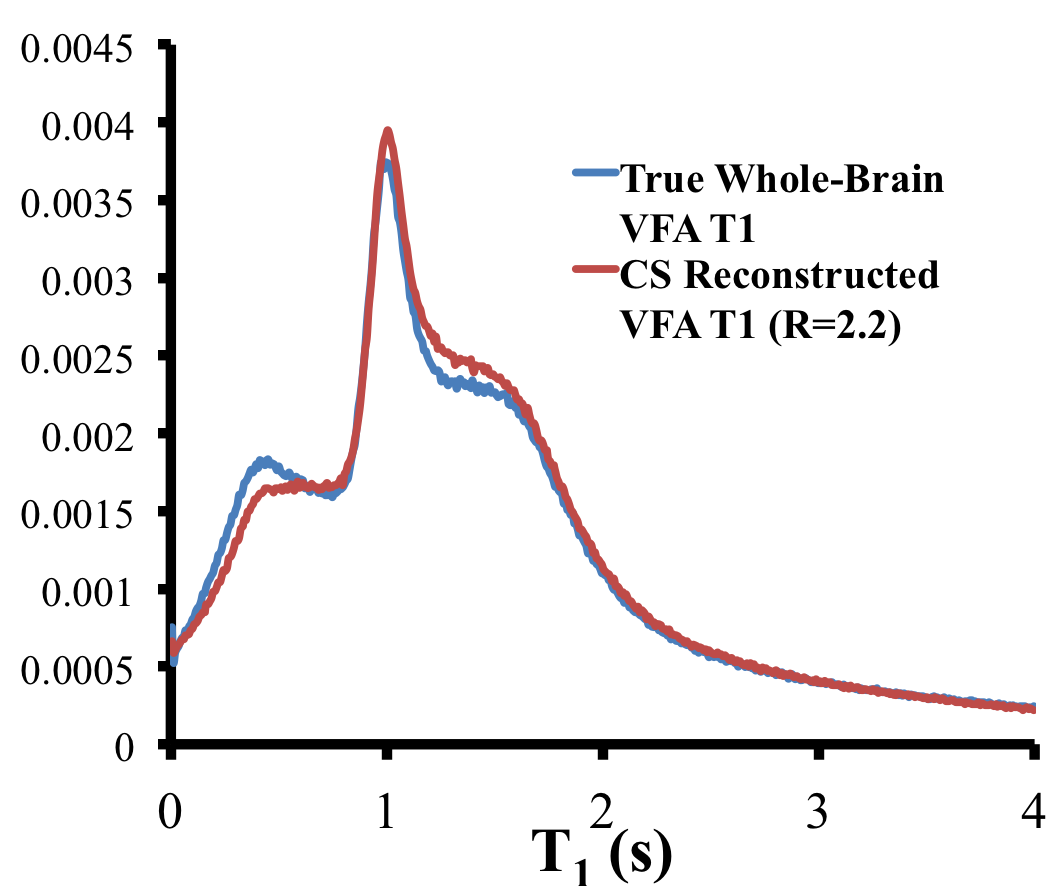 0.0045
0.004
0.0035
0.003
0.0025
0.002
0.0015
0.001
0.0005
0
True Whole-Brain
VFA T1
CS Reconstructed
VFA T1 (R=2.2)
0 1 2 3 4
T₁ (s)